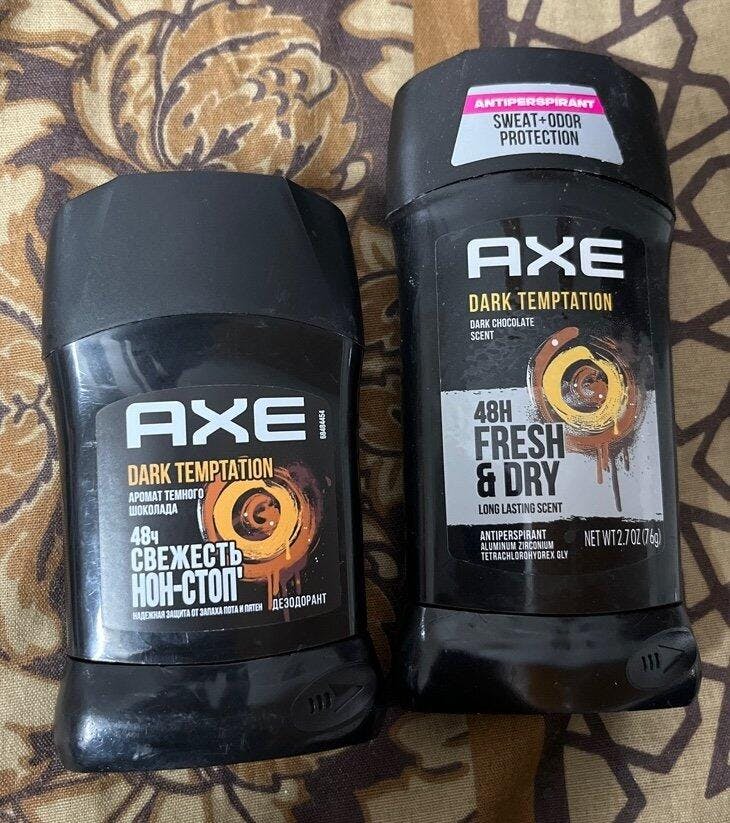 AXE
68484454
DARK TEMPTATION
АРОМАТ ТЕМНОГО
ШОКОЛАДА
48ч
СВЕЖЕСТЬ
НОН-СТОП*
НАДЕЖНАЯ ЗАЩИТА ОТ ЗАПАХА ПОТА И ПЯТЕН
ДЕЗОДОРАНТ
ANTIPERSPIRANT
SWEAT+ODOR
PROTECTION
AXE
DARK TEMPTATION
DARK CHOCOLATE
SCENT
48H
FRESH
& DRY
LONG LASTING SCENT
ANTIPERSPIRANT
ALUMINUM ZIRCONIUM
TETRACHLOROHYDREX GLY
NET WT 2.7 OZ (76g)